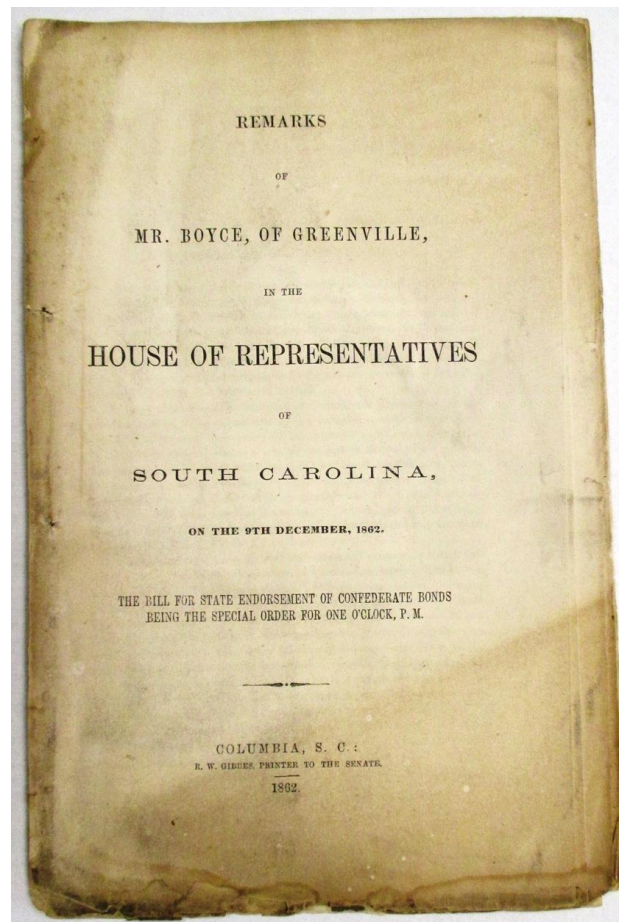 REMARKS
OF
MR. BOYCE, OF GREENVILLE,
IN THE
HOUSE OF REPRESENTATIVES
OF
SOUTH CAROLINA,
ON THE 9TH DECEMBER, 1862.
THE BILL FOR STATE ENDORSEMENT OF CONFEDERATE BONDS
BEING THE SPECIAL ORDER FOR ONE O'CLOCK, P. M.
COLUMBIA, S. C.:
R. W. GIBBES, PRINTER TO THE SENATE.
1862.